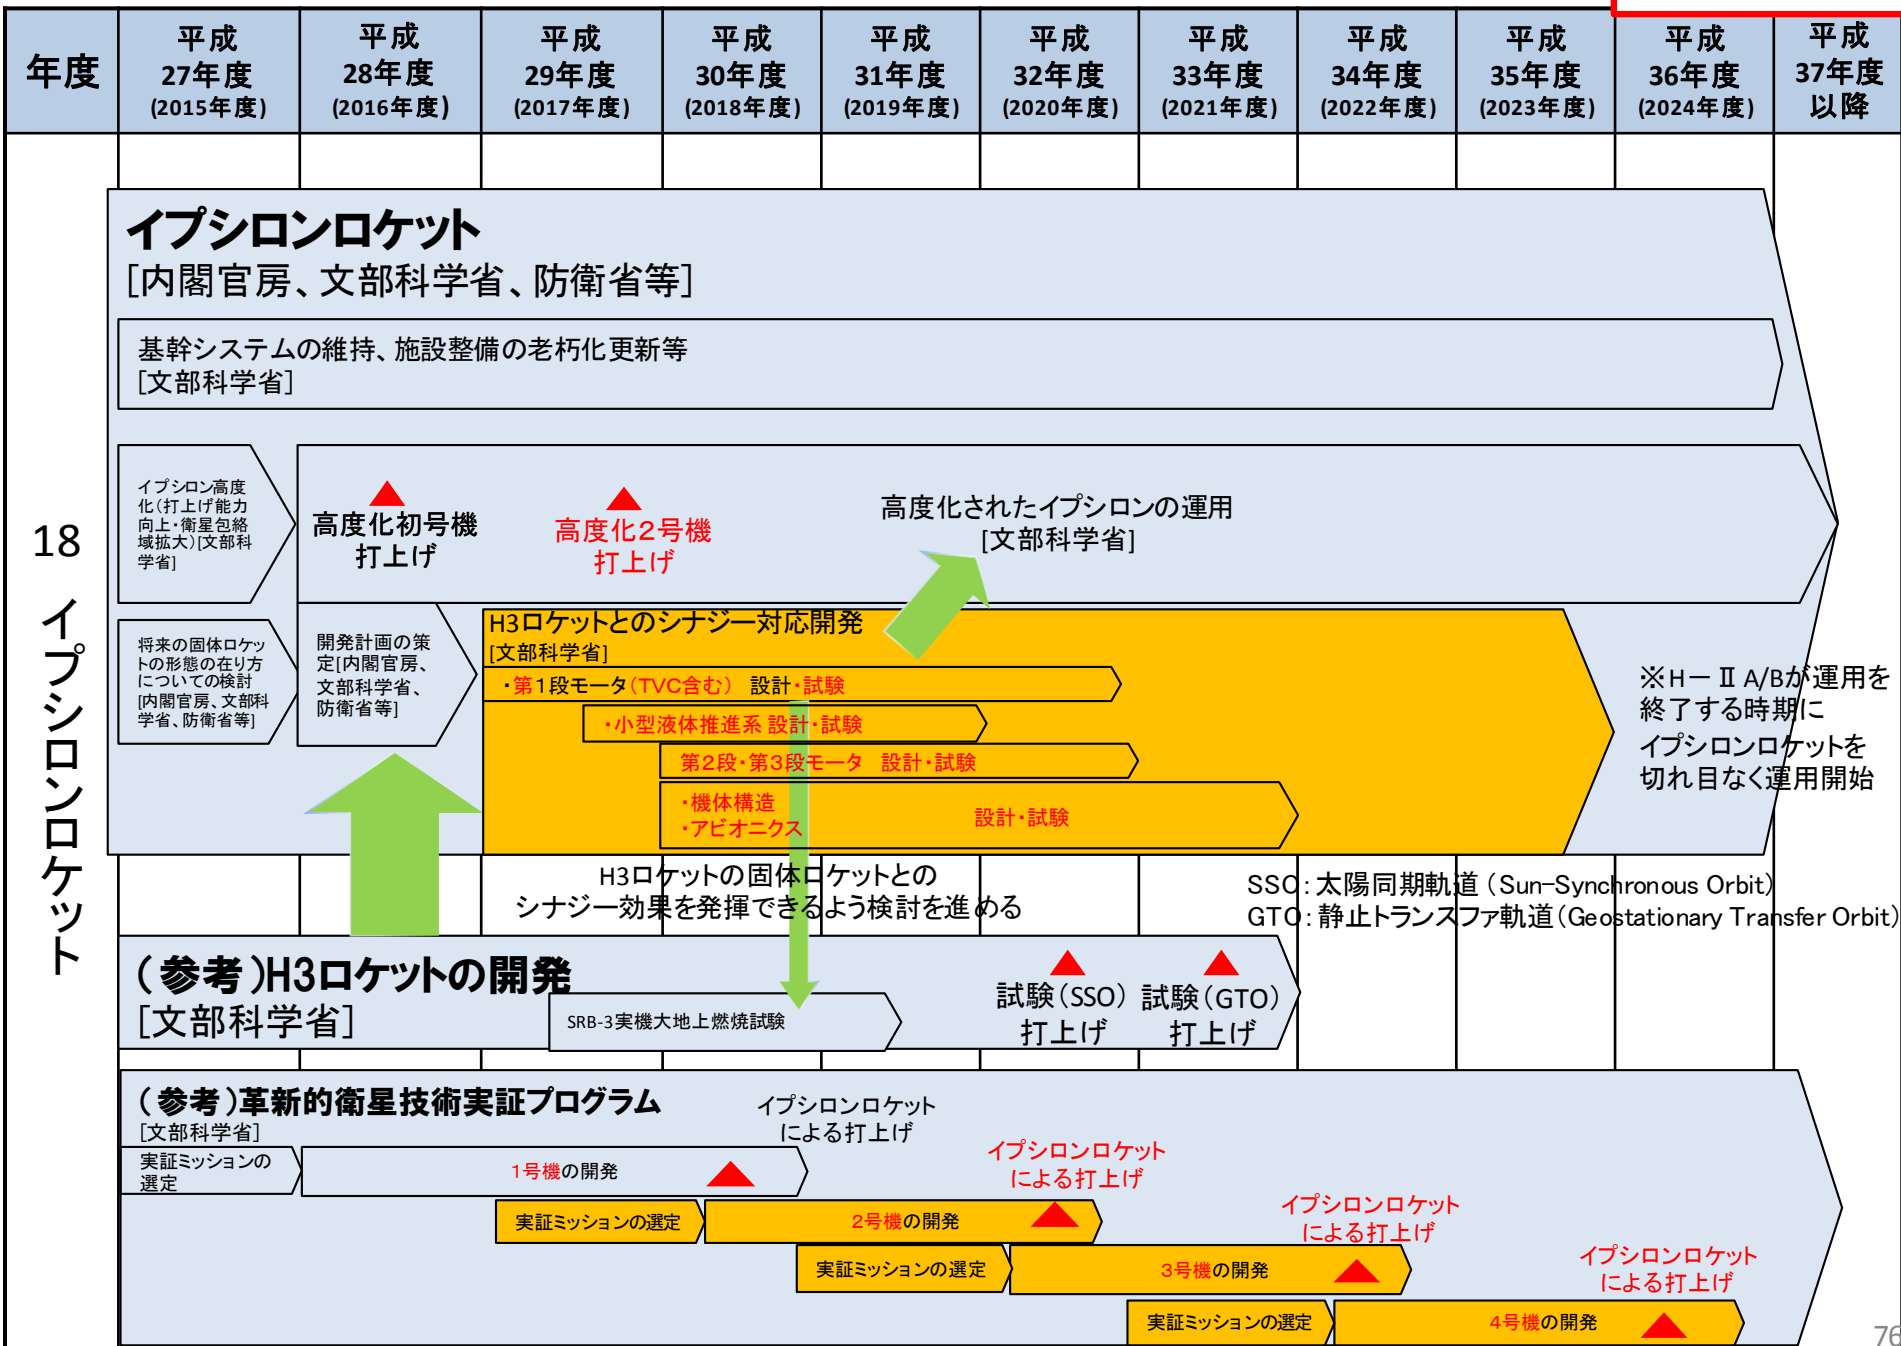 年度
平成
27年度
(2015年度)
平成
28年度
(2016年度)
平成
29年度
(2017年度)
平成
30年度
(2018年度)
平成
31年度
(2019年度)
平成
32年度
(2020年度)
平成
33年度
(2021年度)
平成
34年度
(2022年度)
平成
35年度
(2023年度)
平成
36年度
(2024年度)
平成
37年度
以降
18 イプシロンロケット
イプシロンロケット
[内閣官房、文部科学省、防衛省等]
基幹システムの維持、施設整備の老朽化更新等
[文部科学省]
イプシロン高度
化(打上げ能力
向上・衛星包絡
域拡大)[文部科
学省]
高度化初号機
打上げ
高度化2号機
打上げ
高度化されたイプシロンの運用
[文部科学省]
将来の固体ロケッ
トの形態の在り方
についての検討
[内閣官房、文部科
学省、防衛省等]
開発計画の策
定[内閣官房、
文部科学省、
防衛省等]
H3ロケットとのシナジー対応開発
[文部科学省]
・第1段モータ(TVC含む) 設計・試験
・小型液体推進系 設計・試験
第2段・第3段モータ 設計・試験
・機体構造
・アビオニクス
設計・試験
※H-ⅡA/Bが運用を
終了する時期に
イプシロンロケットを
切れ目なく運用開始
H3ロケットの固体ロケットとの
シナジー効果を発揮できるよう検討を進める
SSO:太陽同期軌道(Sun-Synchronous Orbit)
GTO:静止トランスファ軌道(Geostationary Transfer Orbit)
(参考)H3ロケットの開発
[文部科学省]
SRB-3実機大地上燃焼試験
試験(SSO)
打上げ
試験(GTO)
打上げ
(参考)革新的衛星技術実証プログラム
[文部科学省]
実証ミッションの
選定
1号機の開発
イプシロンロケット
による打上げ
実証ミッションの選定
2号機の開発
イプシロンロケット
による打上げ
実証ミッションの選定
3号機の開発
イプシロンロケット
による打上げ
実証ミッションの選定
4号機の開発
イプシロンロケット
による打上げ
76